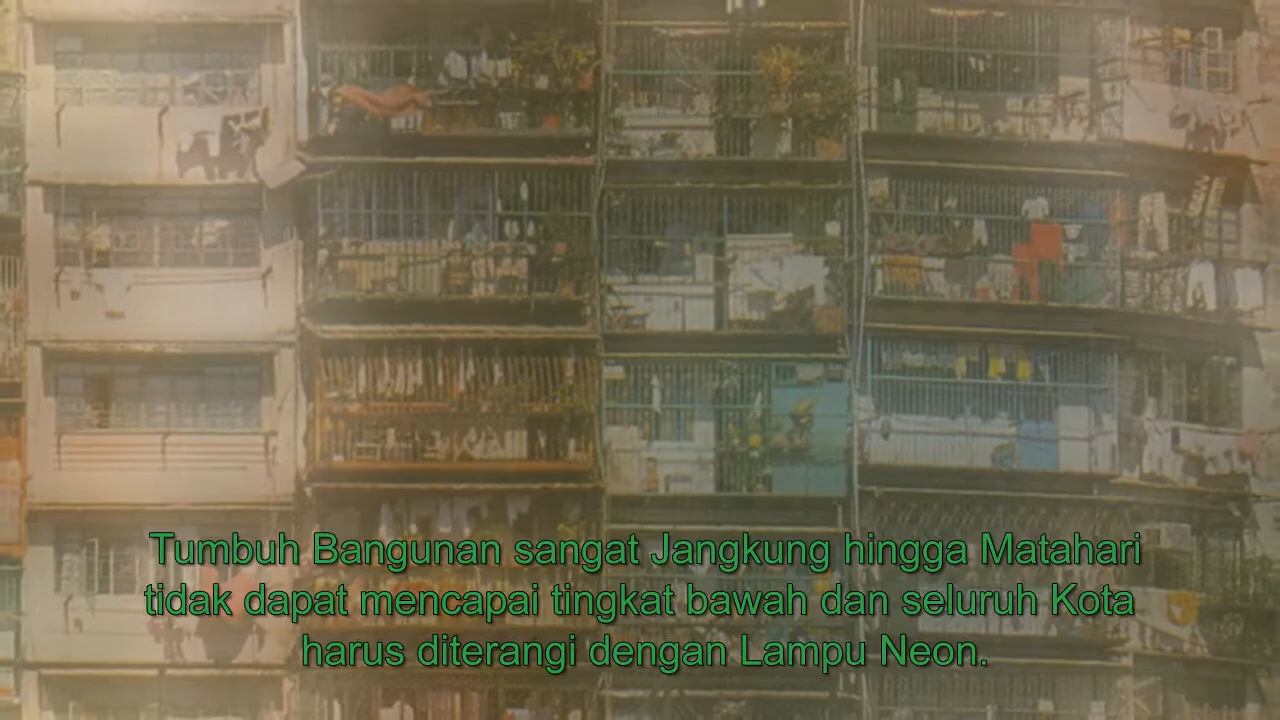 Tumbuh Bangunan sangat Jangkung hingga Matahari
tidak dapat mencapai tingkat bawah dan seluruh Kota
harus diterangi dengan Lampu Neon.